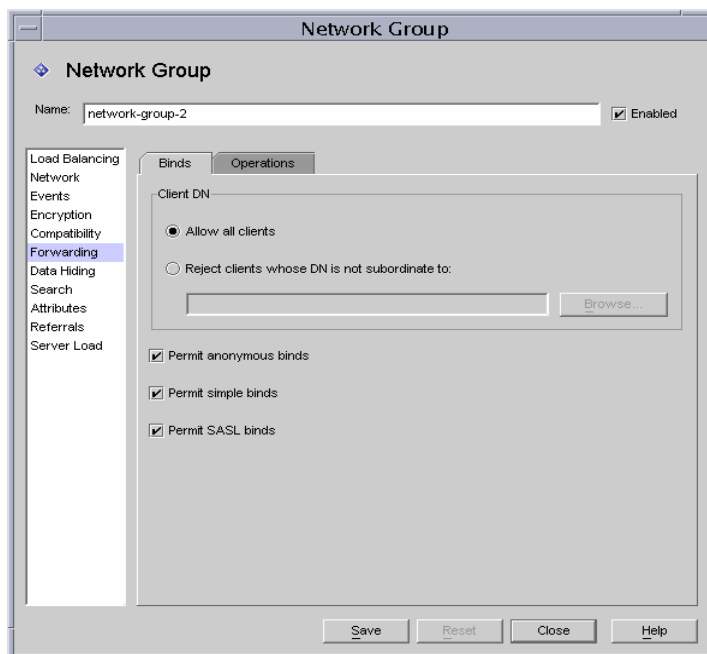 Network Group
Network Group
Name: network-group-2 Enabled
Load Balancing
Network
Events
Encryption
Compatibility
Forwarding
Data Hiding
Search
Attributes
Referrals
Server Load
Binds Operations
Client DN
Allow all clients
Reject clients whose DN is not subordinate to:
Browse...
Permit anonymous binds
Permit simple binds
Permit SASL binds
Save Reset Close Help